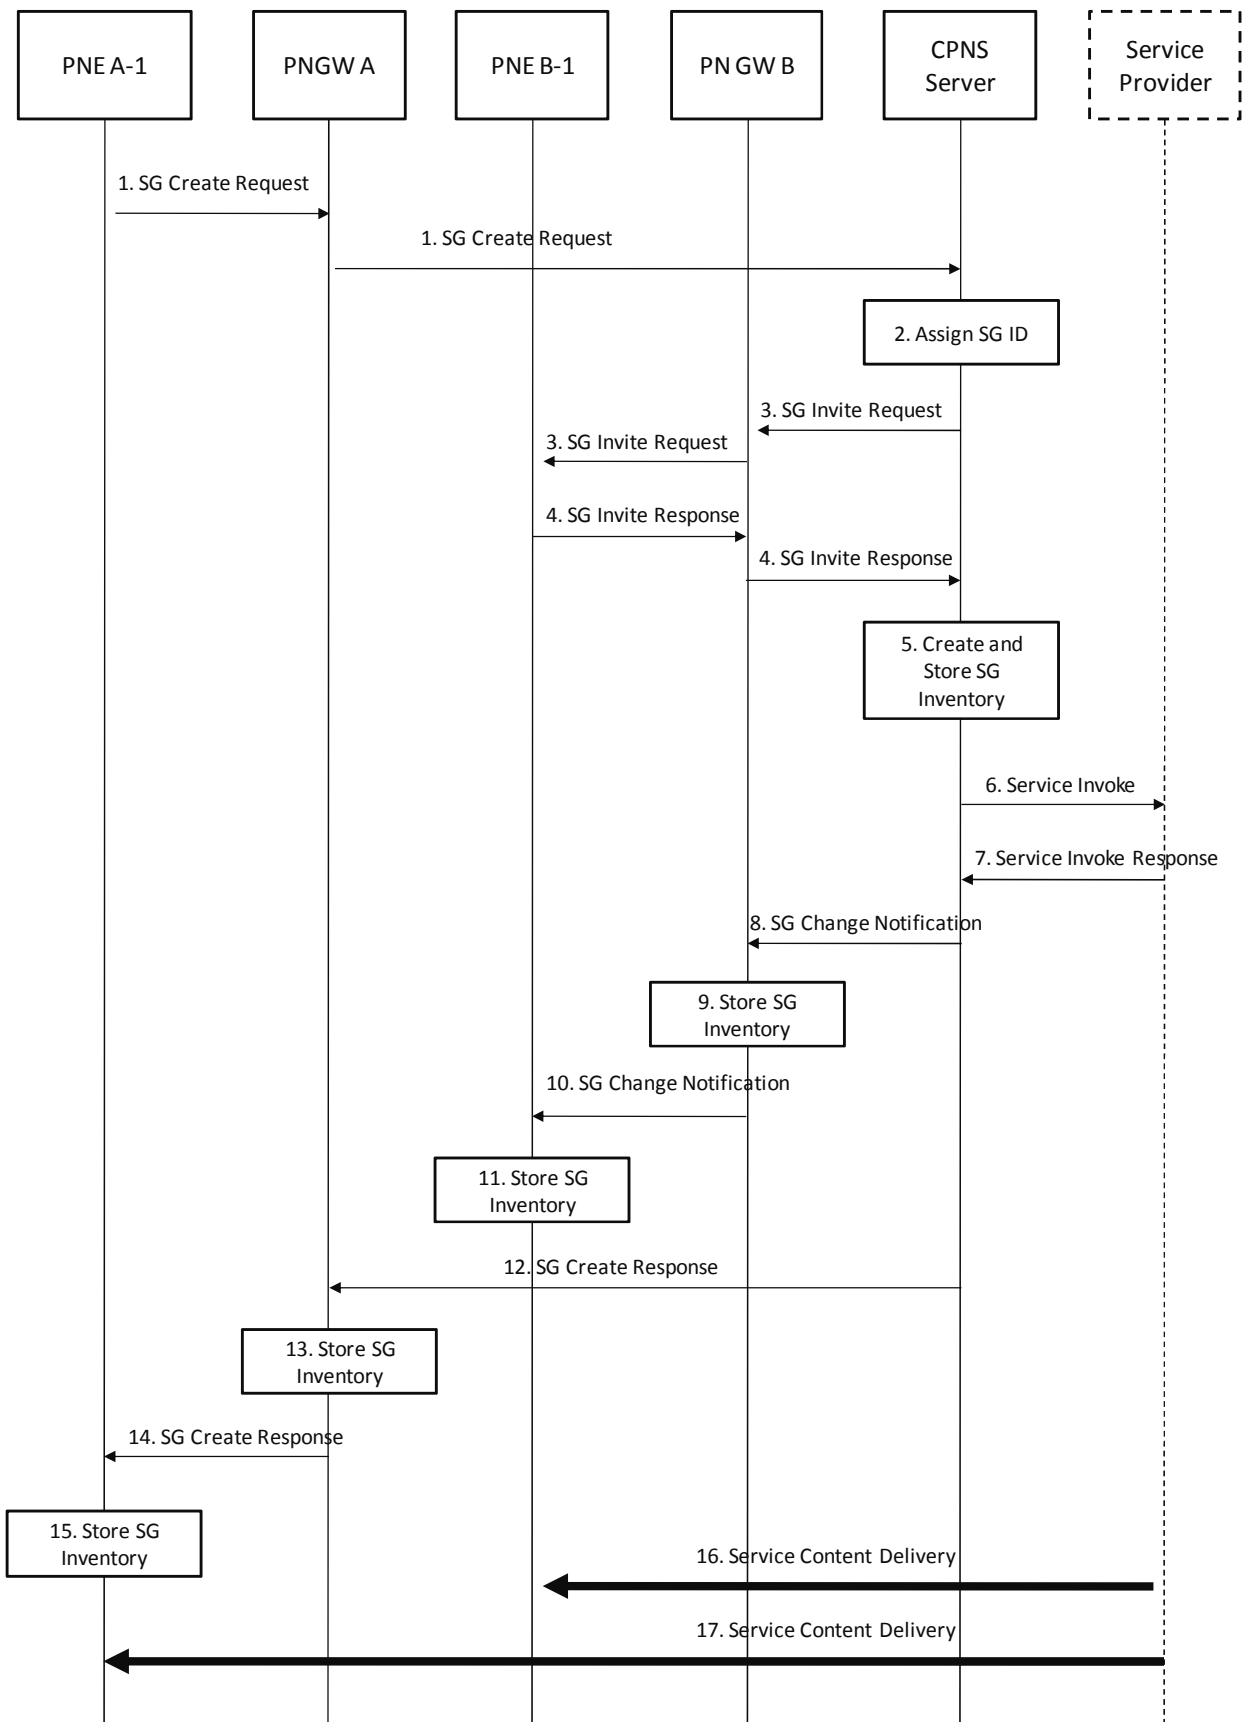 PNE A-1
PNGW A
PNE B-1
PN GW B
CPNS
Server
Service
Provider
1. SG Create Request
1. SG Create Request
2. Assign SG ID
3. SG Invite Request
3. SG Invite Request
4. SG Invite Response
4. SG Invite Response
5. Create and
Store SG
Inventory
6. Service Invoke
7. Service Invoke Response
8. SG Change Notification
9. Store SG
Inventory
10. SG Change Notification
11. Store SG
Inventory
12. SG Create Response
13. Store SG
Inventory
14. SG Create Response
15. Store SG
Inventory
16. Service Content Delivery
17. Service Content Delivery